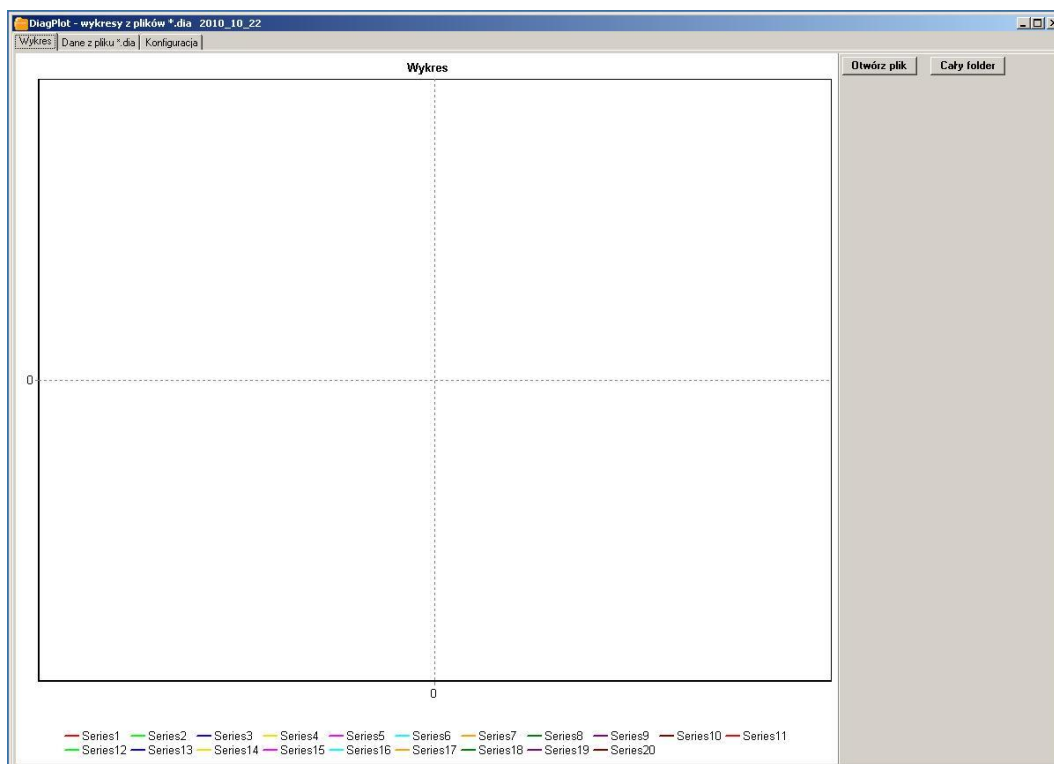 DiagPlot - wykresy z plików *.dia 2010_10_22
Wykres Dane z pliku *.dia Konfiguracja
Wykres
Otwórz plik Cały folder
0
0
Series1 Series2 Series3 Series4 Series5 Series6 Series7 Series8 Series9 Series10 Series11
Series12 Series13 Series14 Series15 Series16 Series17 Series18 Series19 Series20